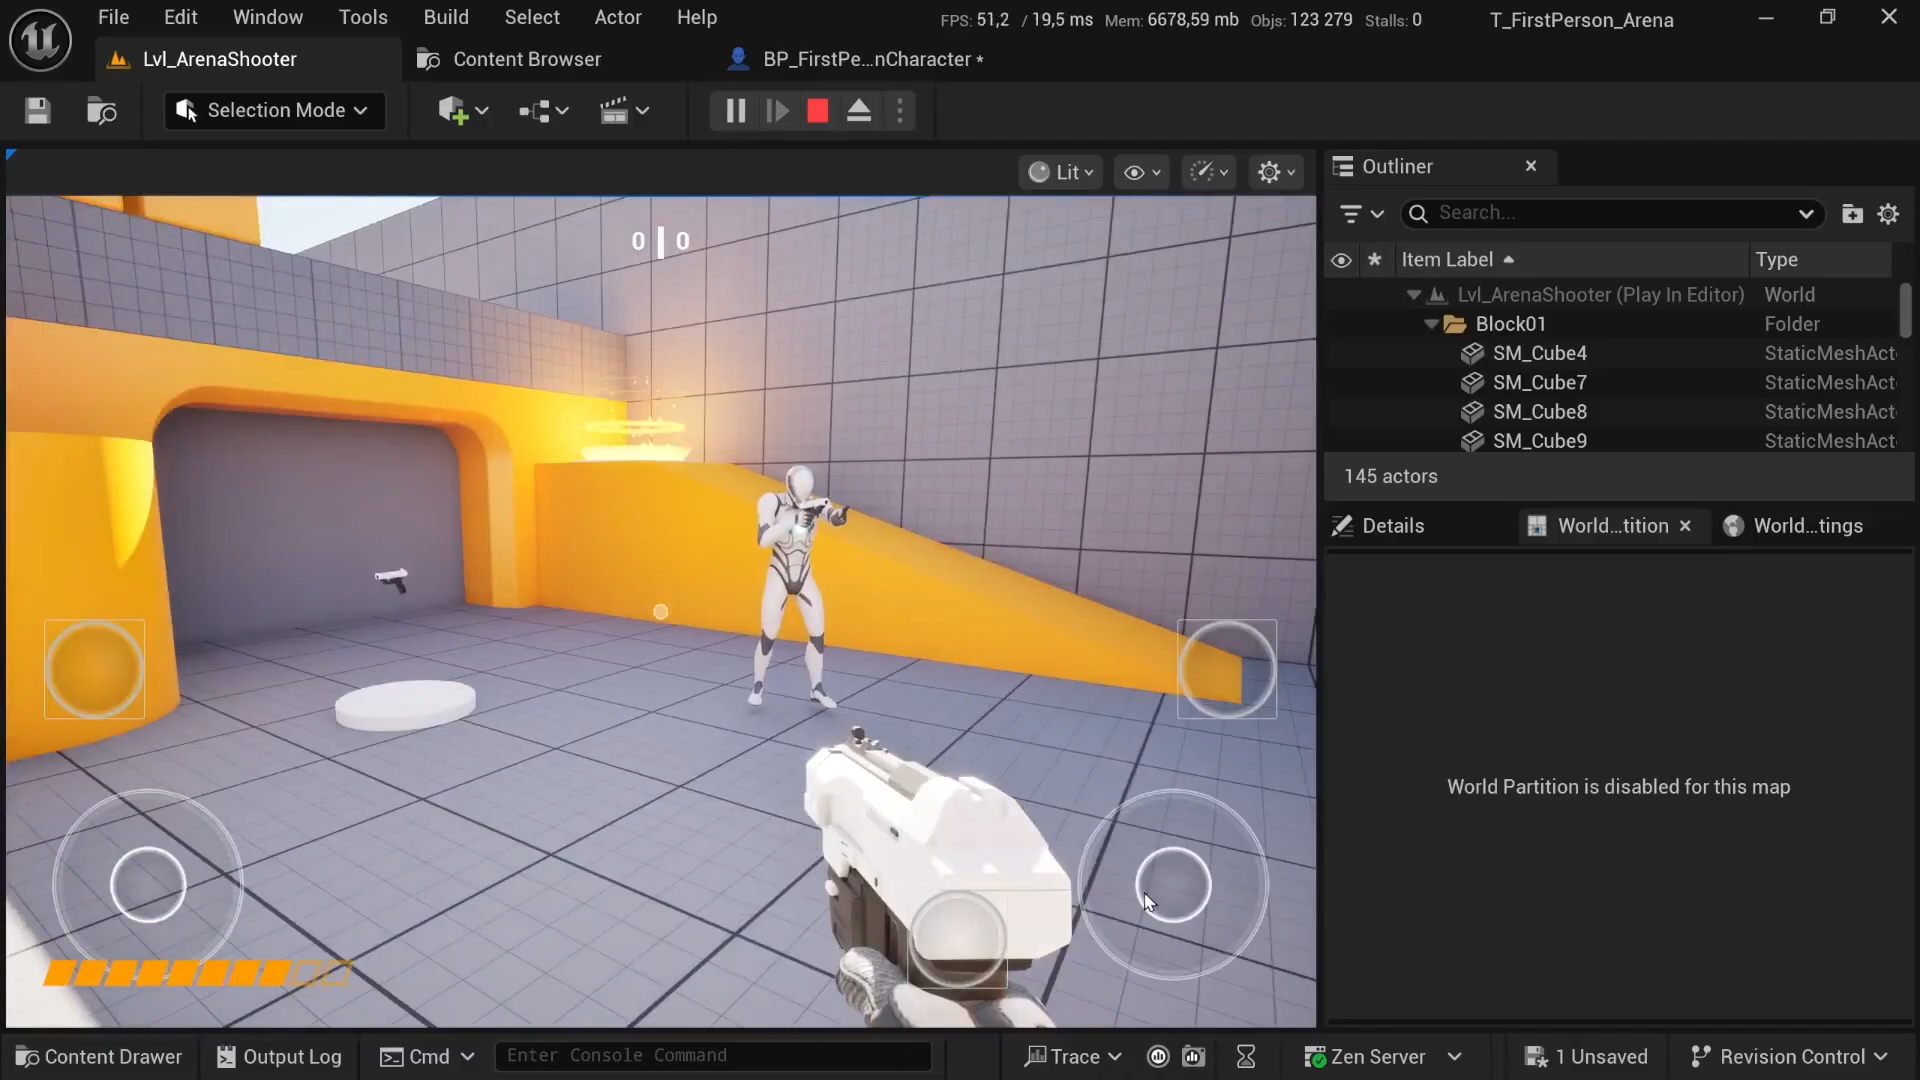 File Edit Window Tools Build Select Actor Help
FPS: 51,2 / 19,5 ms Mem: 6678,59 mb Objs: 123 279 Stalls: 0
T_FirstPerson_Arena
Lvl_ArenaShooter
Content Browser
BP_FirstPe...nCharacter *
Selection Mode
Lit
Outliner
Search...
Item Label Type
Lvl_ArenaShooter (Play In Editor) World
Block01 Folder
SM_Cube4 StaticMeshAct
SM_Cube7 StaticMeshAct
SM_Cube8 StaticMeshAct
SM_Cube9 StaticMeshAct
145 actors
Details World...tition World...tings
World Partition is disabled for this map
0 | 0
Content Drawer Output Log Cmd Enter Console Command Trace Zen Server 1 Unsaved Revision Control